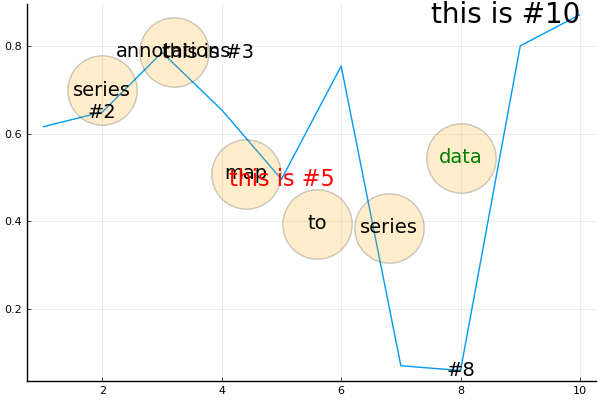 this is #10
0.8
annotations
this is #3
series
#2
0.6
data
map
this is #5
0.4
to
series
0.2
#8
2
4
6
8
10